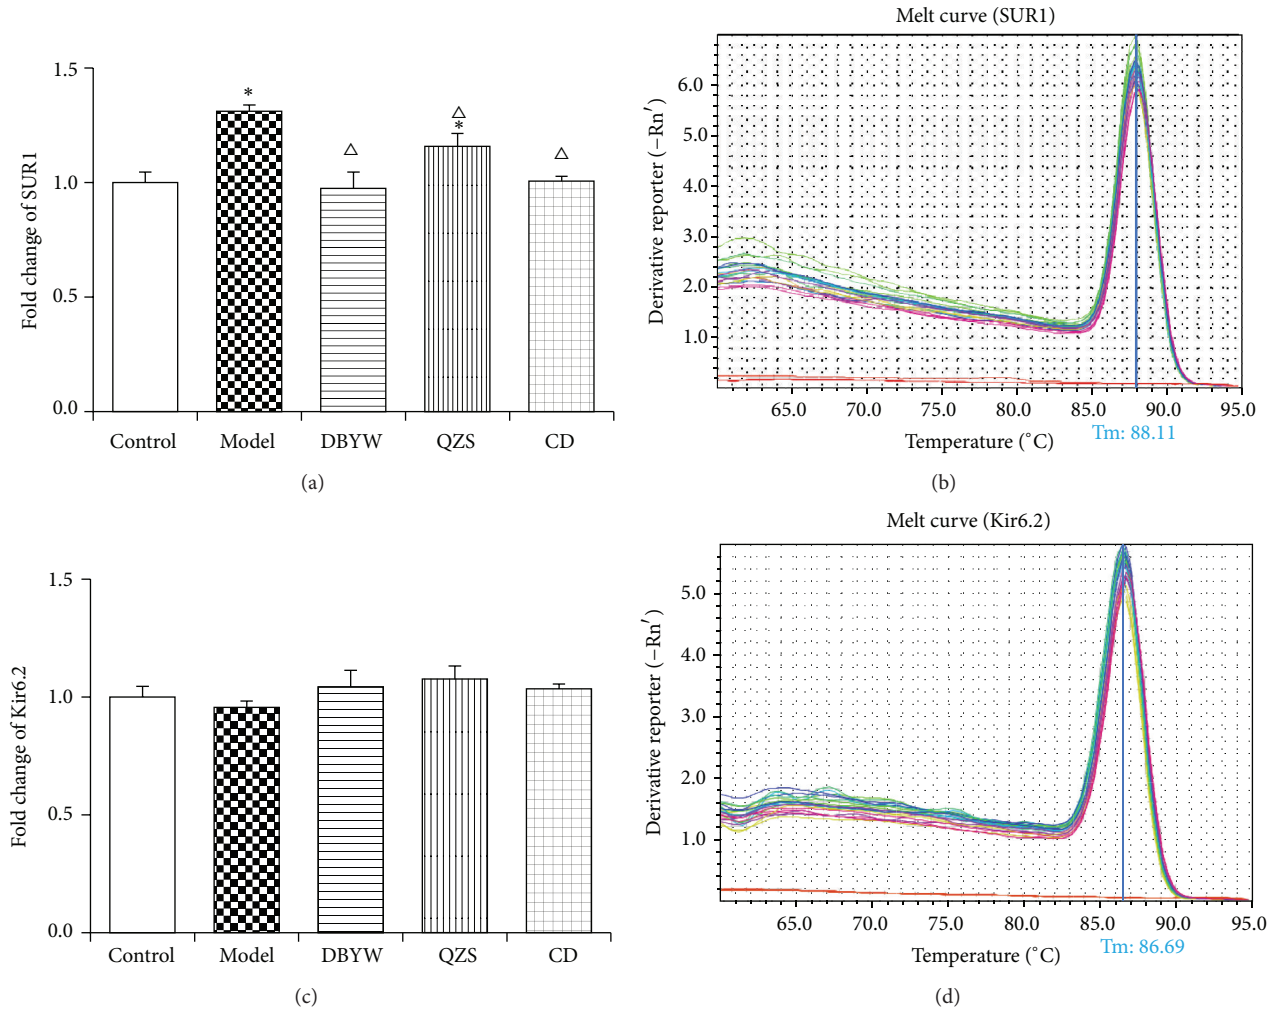 1.5
1.0
0.5
0.0
Fold change of SUR1
*
△
△
*
△
Control Model DBYW QZS CD
(a)
Melt curve (SUR1)
6.0
5.0
4.0
3.0
2.0
1.0
Derivative reporter (−Rn′)
65.0 70.0 75.0 80.0 85.0 90.0 95.0
Tm: 88.11
Temperature (°C)
(b)
1.5
1.0
0.5
0.0
Fold change of Kir6.2
Control Model DBYW QZS CD
(c)
Melt curve (Kir6.2)
5.0
4.0
3.0
2.0
1.0
Derivative reporter (−Rn′)
65.0 70.0 75.0 80.0 85.0 90.0 95.0
Tm: 86.69
Temperature (°C)
(d)